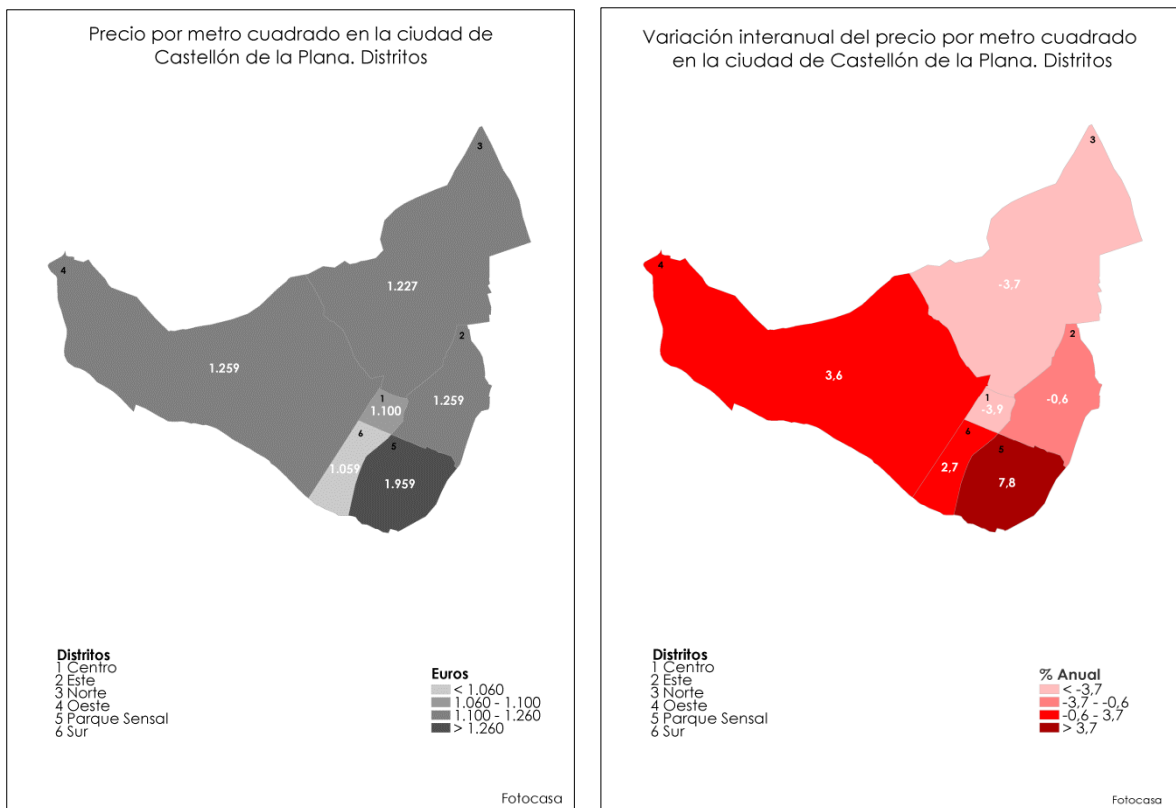 Precio por metro cuadrado en la ciudad de
Castellón de la Plana. Distritos
3
4
1.227
2
1.259
1
1.259
1.100
6
5
1.059
1.959
Distritos
1 Centro
2 Este
3 Norte
4 Oeste
5 Parque Sensal
6 Sur
Euros
< 1.060
1.060 - 1.100
1.100 - 1.260
> 1.260
Fotocasa
Variación interanual del precio por metro cuadrado
en la ciudad de Castellón de la Plana. Distritos
3
4
-3,7
2
3,6
1
-0,6
-3,9
6
5
2,7
7,8
Distritos
1 Centro
2 Este
3 Norte
4 Oeste
5 Parque Sensal
6 Sur
% Anual
< -3,7
-3,7 - -0,6
-0,6 - 3,7
> 3,7
Fotocasa